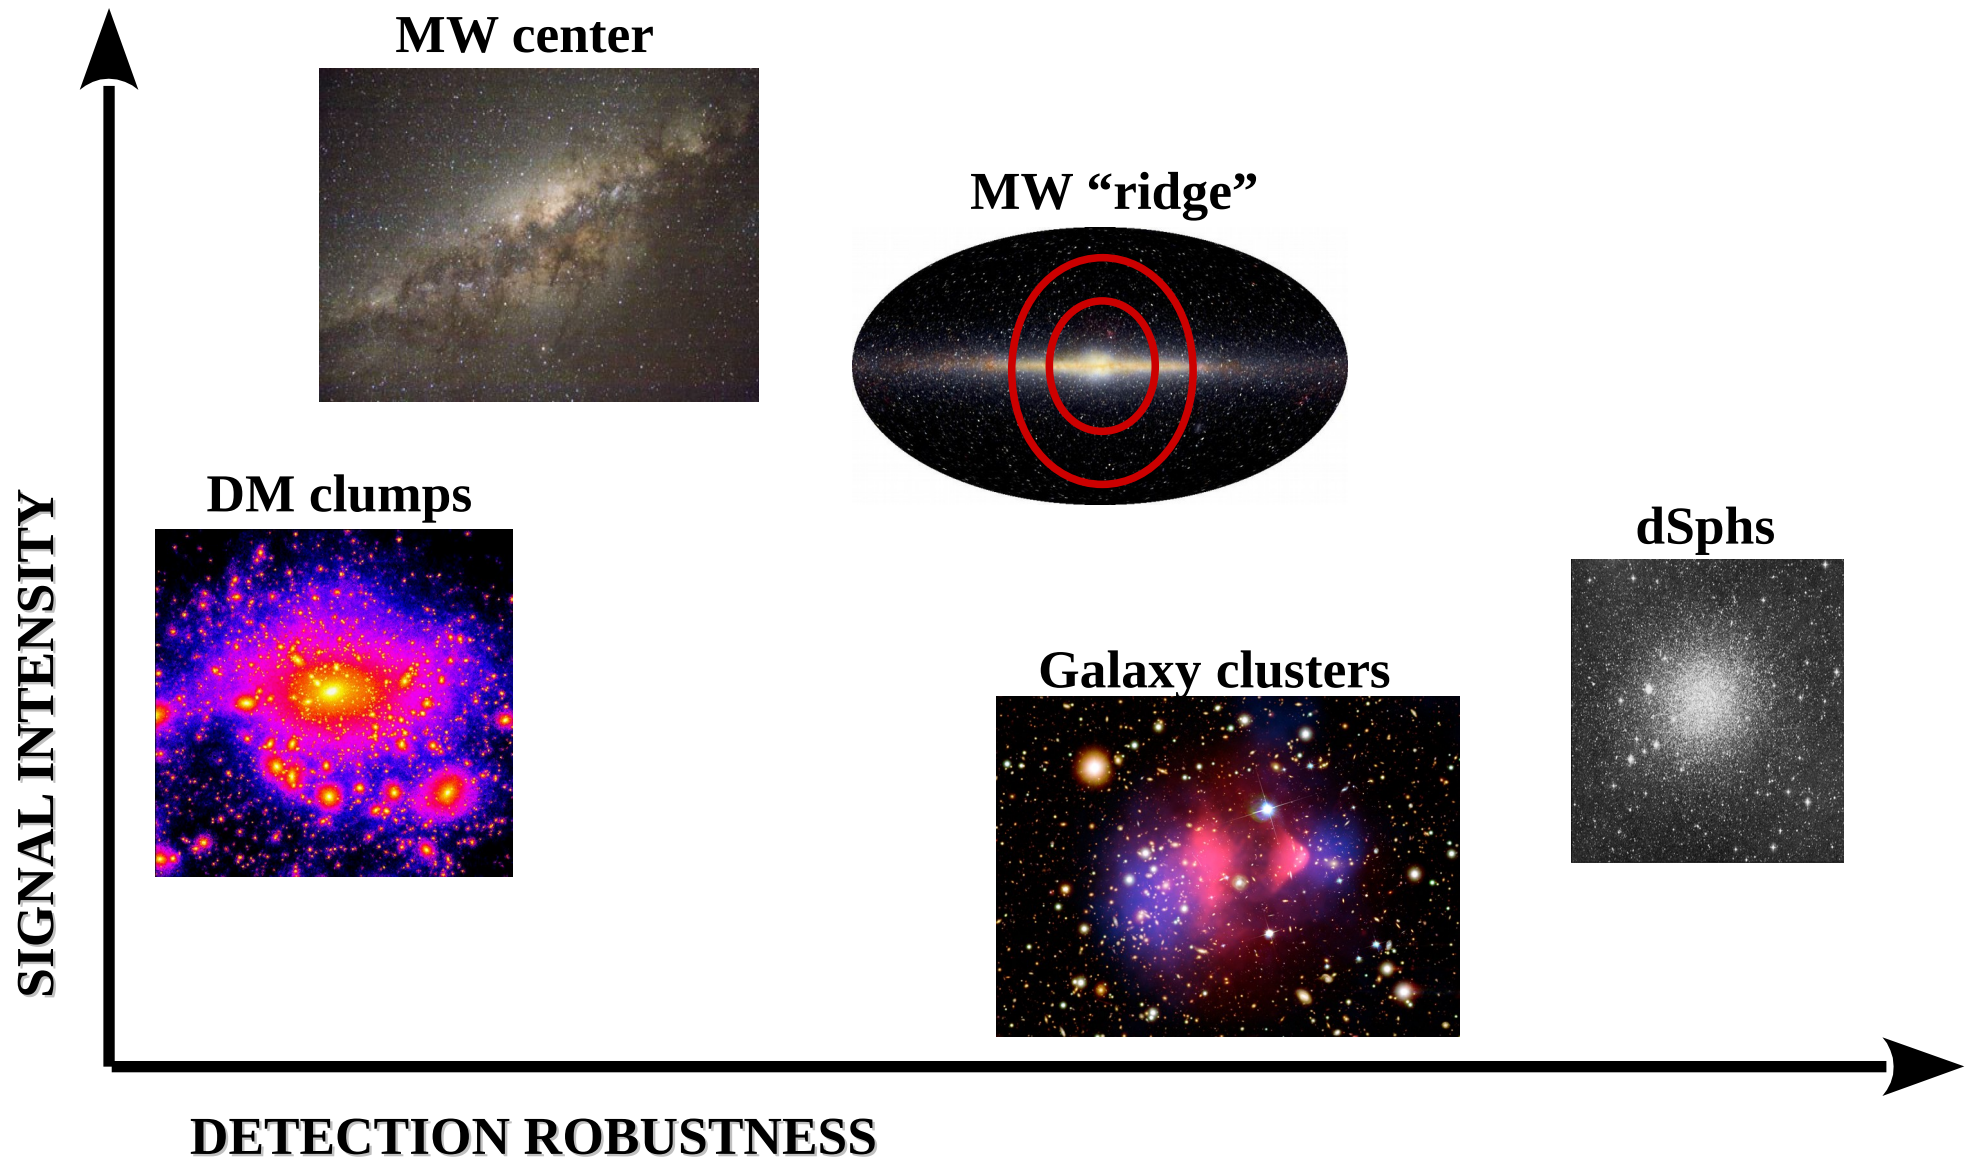 MW center
MW “ridge”
DM clumps
dSphs
Galaxy clusters
SIGNAL INTENSITY
DETECTION ROBUSTNESS